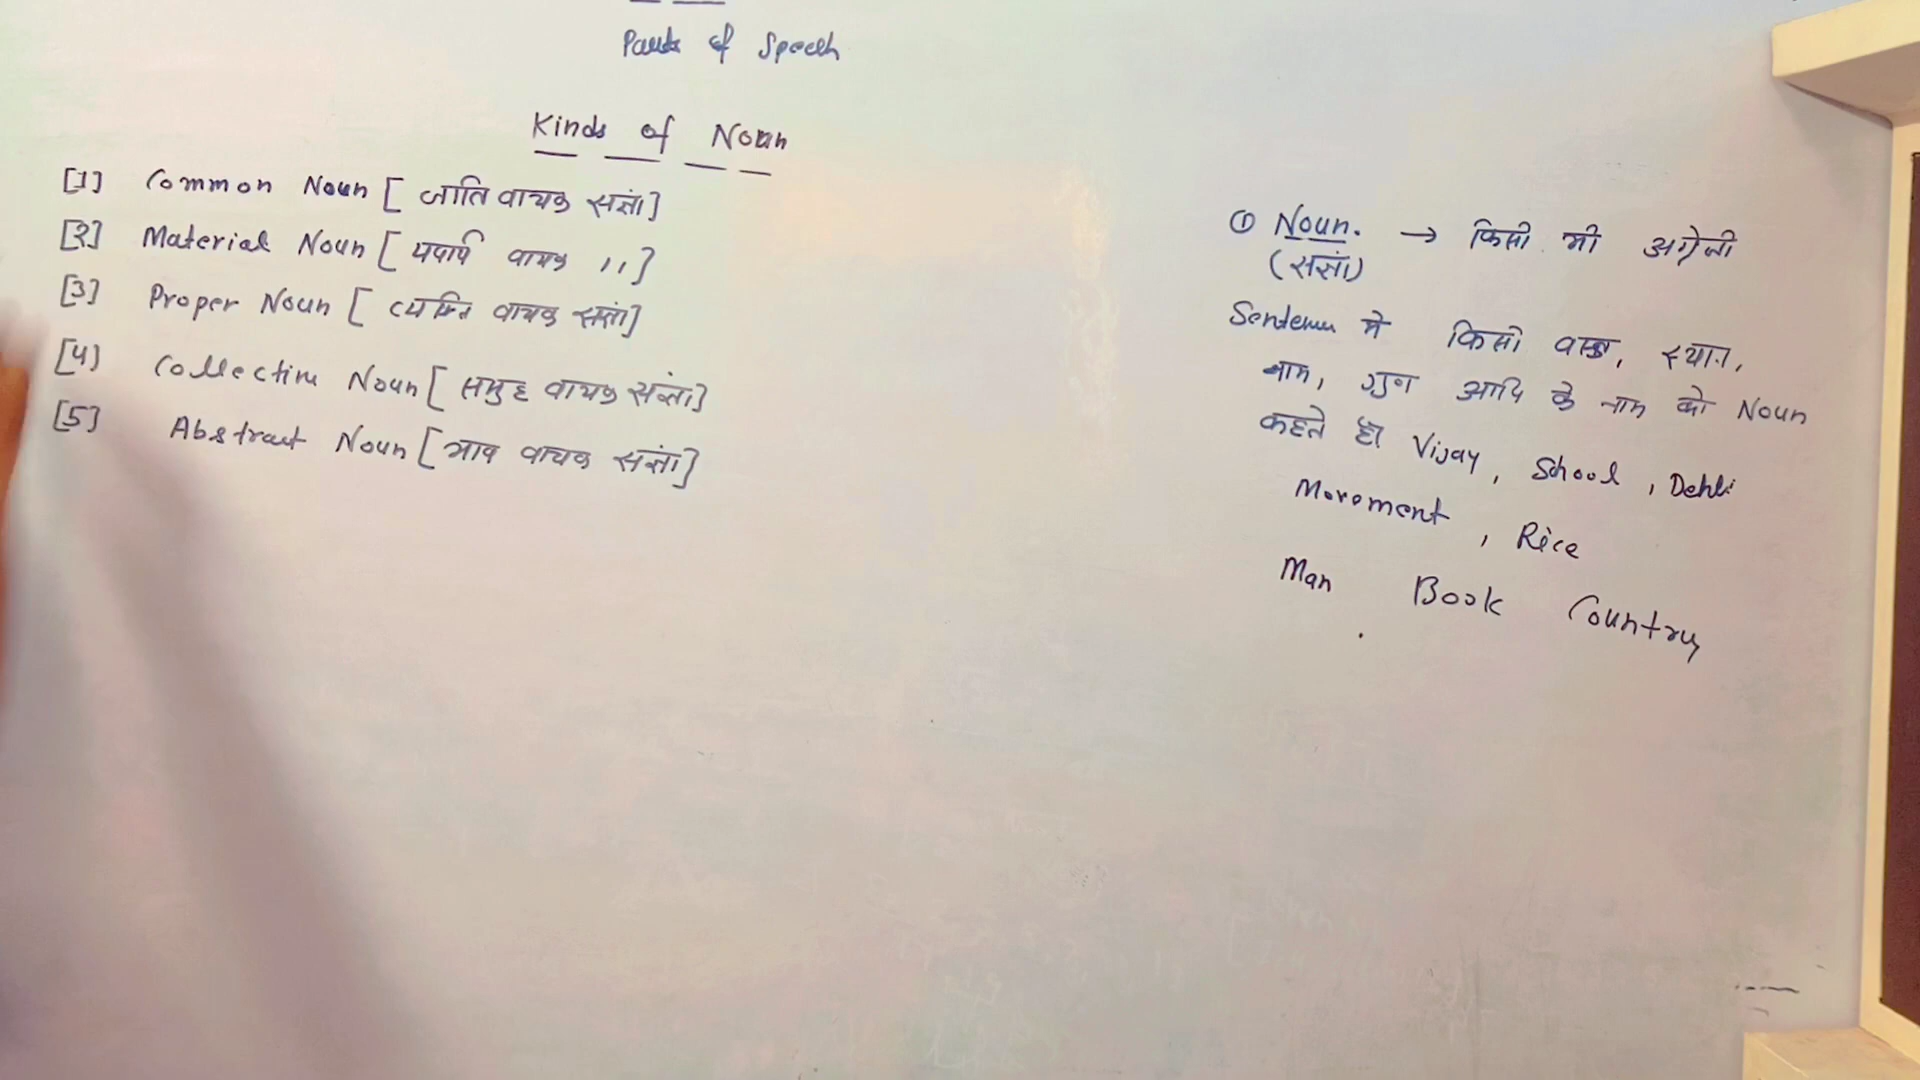 Parts of Speech
Kinds of Noun
[1] Common Noun [ जाति वाचक संज्ञा]
[2] Material Noun [ पदार्थ वाचक ,,]
[3] Proper Noun [ व्यक्ति वाचक संज्ञा]
[4] Collective Noun [ समुह वाचक संज्ञा]
[5] Abstract Noun [भाव वाचक संज्ञा]
① Noun. → किसी भी अंग्रेजी
(संज्ञा)
Sentence मे किसी वस्तु, स्थान,
नाम, गुण आदि के नाम को Noun
कहते है। Vijay, School, Dehli
Movement, Rice
Man Book Country